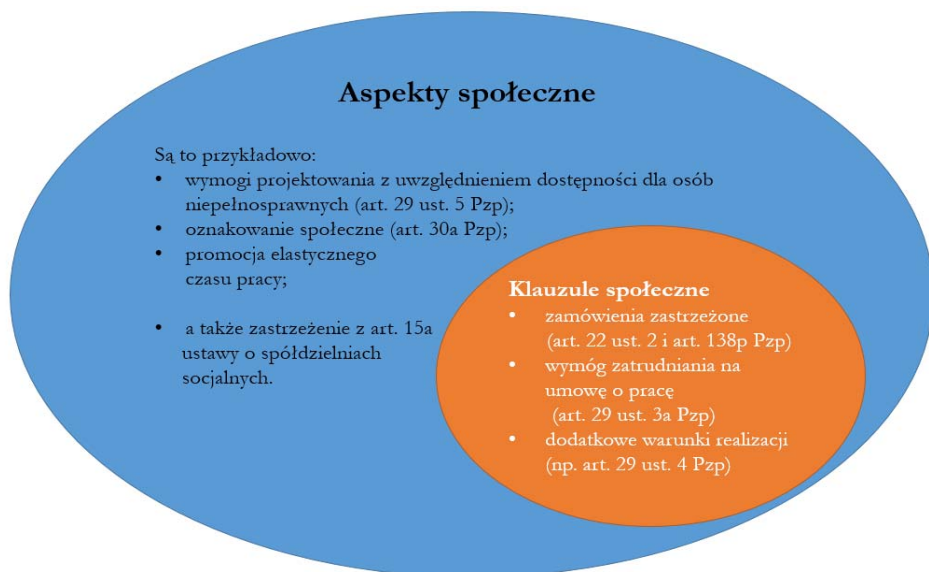 Aspekty społeczne
Są to przykładowo:
• wymogi projektowania z uwzględnieniem dostępności dla osób
niepełnosprawnych (art. 29 ust. 5 Pzp);
• oznakowanie społeczne (art. 30a Pzp);
• promocja elastycznego
czasu pracy;
• a także zastrzeżenie z art. 15a
ustawy o spółdzielniach
socjalnych.
Klauzule społeczne
• zamówienia zastrzeżone
(art. 22 ust. 2 i art. 138p Pzp)
• wymóg zatrudniania na
umowę o pracę
(art. 29 ust. 3a Pzp)
• dodatkowe warunki realizacji
(np. art. 29 ust. 4 Pzp)